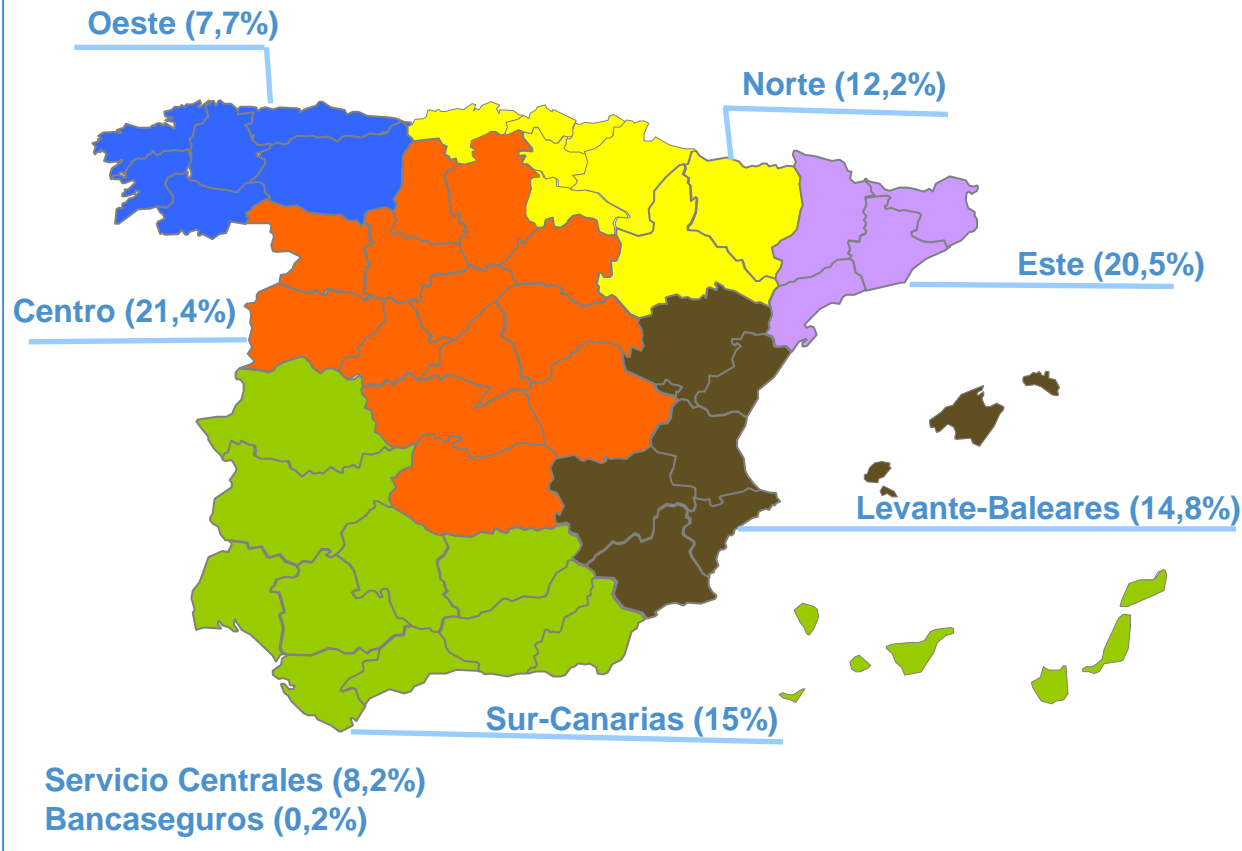 Oeste (7,7%)
Norte (12,2%)
Este (20,5%)
Centro (21,4%)
Levante-Baleares (14,8%)
Sur-Canarias (15%)
Servicio Centrales (8,2%)
Bancaseguros (0,2%)